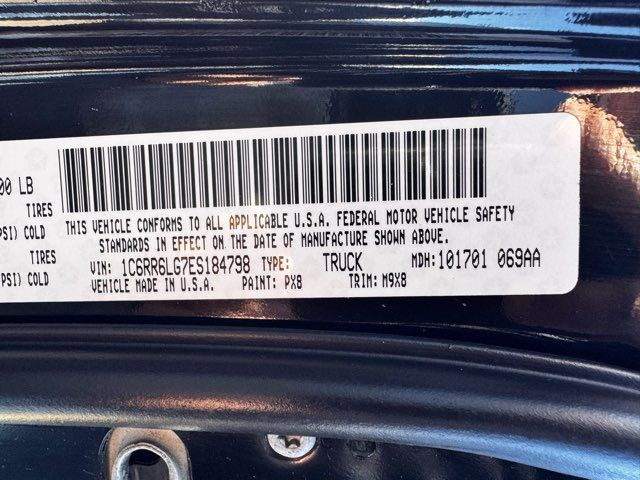 00 LB
TIRES
PSI) COLD
TIRES
PSI) COLD
THIS VEHICLE CONFORMS TO ALL APPLICABLE U.S.A. FEDERAL MOTOR VEHICLE SAFETY
STANDARDS IN EFFECT ON THE DATE OF MANUFACTURE SHOWN ABOVE.
VIN: 1C6RR6LG7ES184798 TYPE: TRUCK MDH:101701 069AA
VEHICLE MADE IN U.S.A. PAINT: PX8 TRIM: M9X8